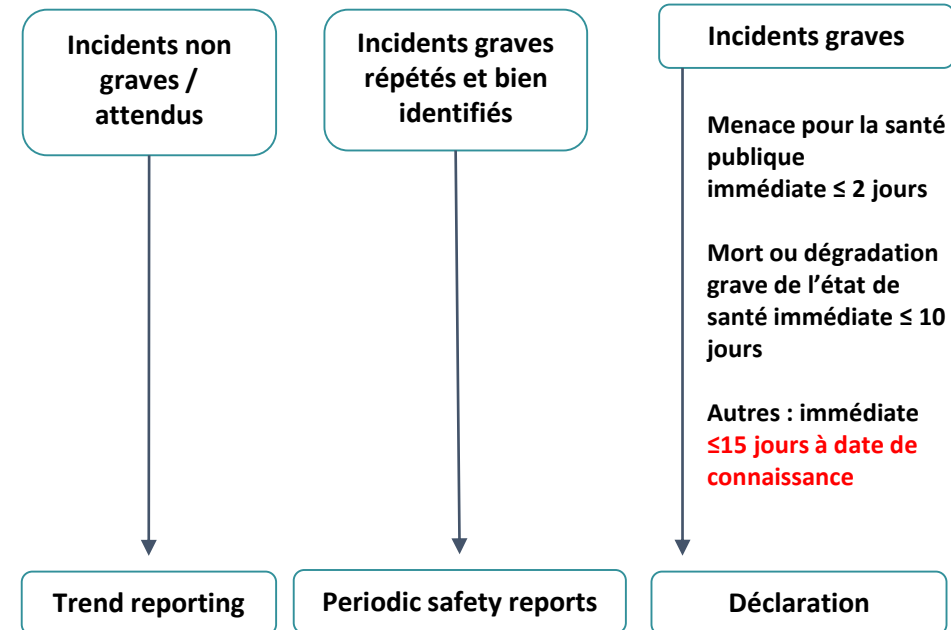 Incidents non
graves /
attendus
Incidents graves
répétés et bien
identifiés
Incidents graves
Menace pour la santé
publique
immédiate ≤ 2 jours
Mort ou dégradation
grave de l’état de
santé immédiate ≤ 10
jours
Autres : immédiate
≤15 jours à date de
connaissance
Trend reporting
Periodic safety reports
Déclaration